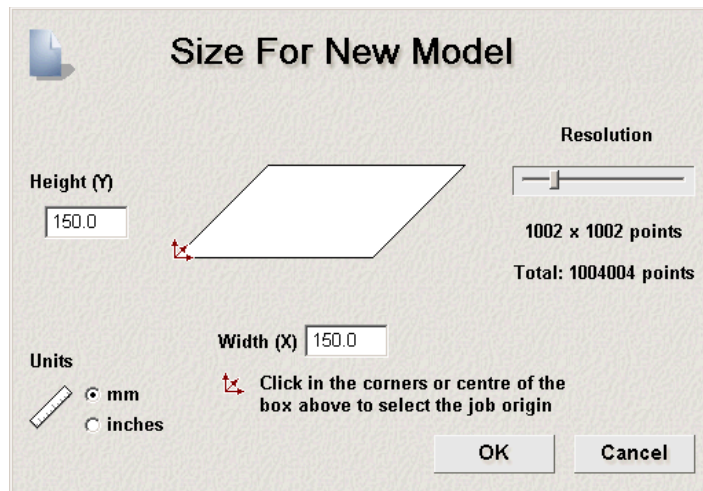 Size For New Model
Resolution
Height (Y)
150.0
1002 x 1002 points
Total: 1004004 points
Width (X) 150.0
Units
mm
inches
Click in the corners or centre of the
box above to select the job origin
OK
Cancel